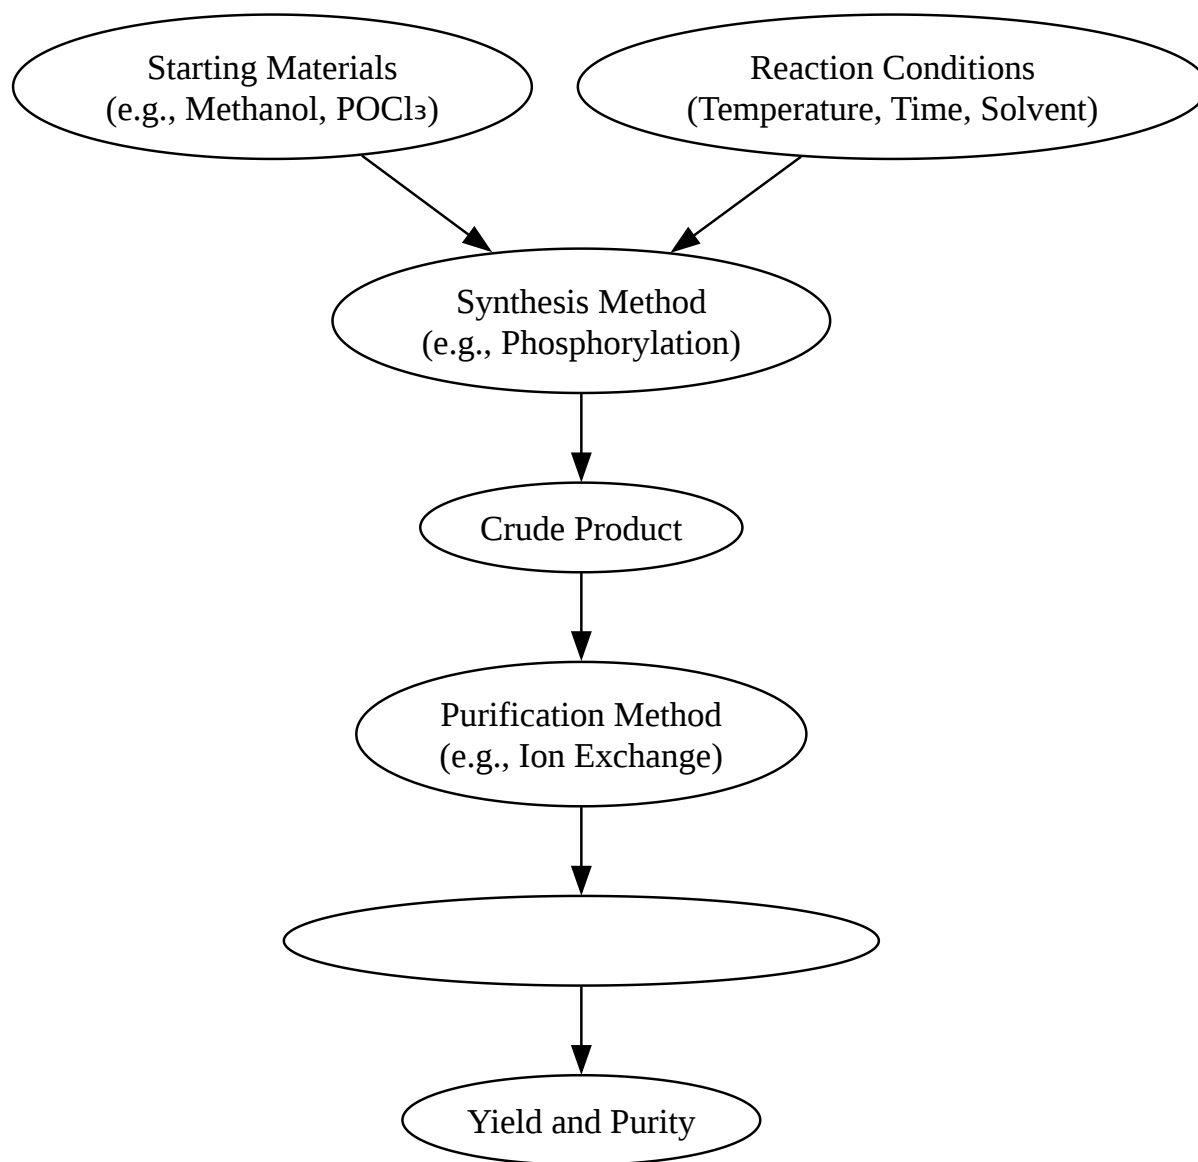 Starting Materials
(e.g., Methanol, POCl₃)
Reaction Conditions
(Temperature, Time, Solvent)
Synthesis Method
(e.g., Phosphorylation)
Crude Product
Purification Method
(e.g., Ion Exchange)
Yield and Purity